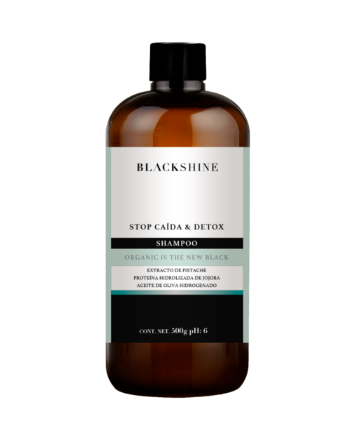 BLACKSHINE
STOP CAÍDA & DETOX
SHAMPOO
ORGANIC IS THE NEW BLACK
EXTRACTO DE PISTACHE
PROTEÍNA HIDROLIZADA DE JOJOBA
ACEITE DE OLIVA HIDROGENADO
CONT. NET. 500g pH: 6